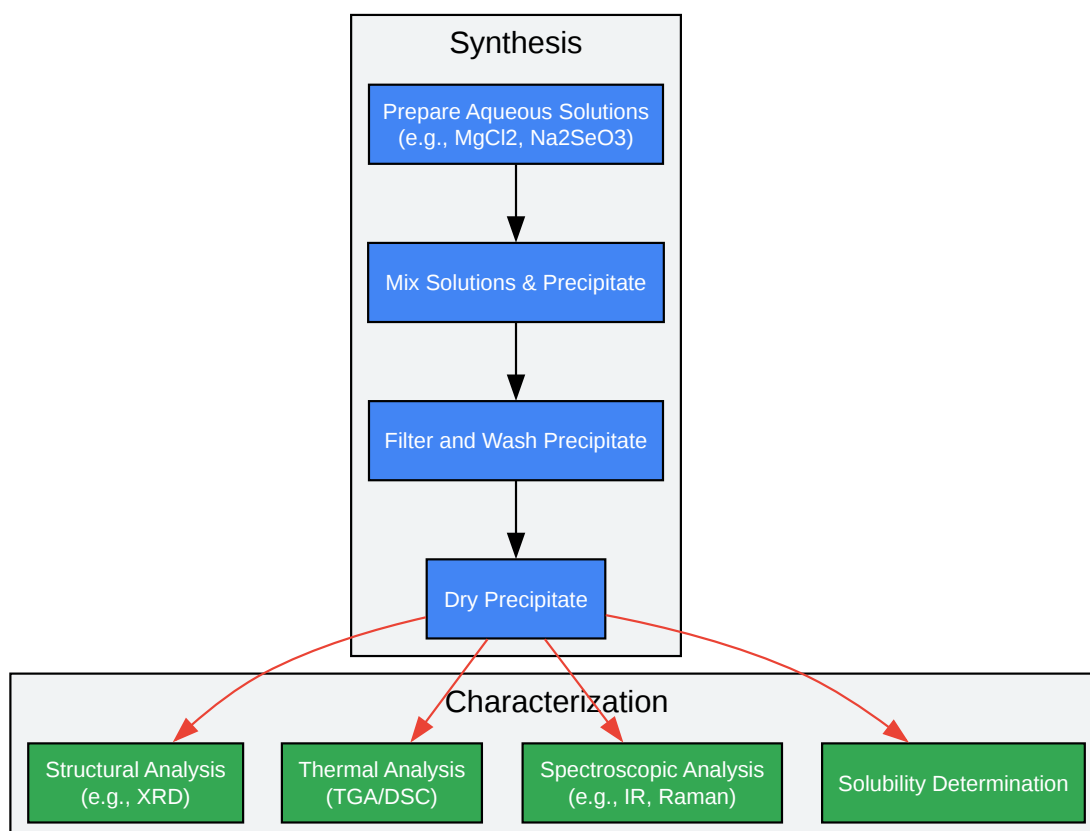 Synthesis
Prepare Aqueous Solutions
(e.g., MgCl2, Na2SeO3)
Mix Solutions & Precipitate
Filter and Wash Precipitate
Dry Precipitate
Characterization
Structural Analysis
(e.g., XRD)
Thermal Analysis
(TGA/DSC)
Spectroscopic Analysis
(e.g., IR, Raman)
Solubility Determination